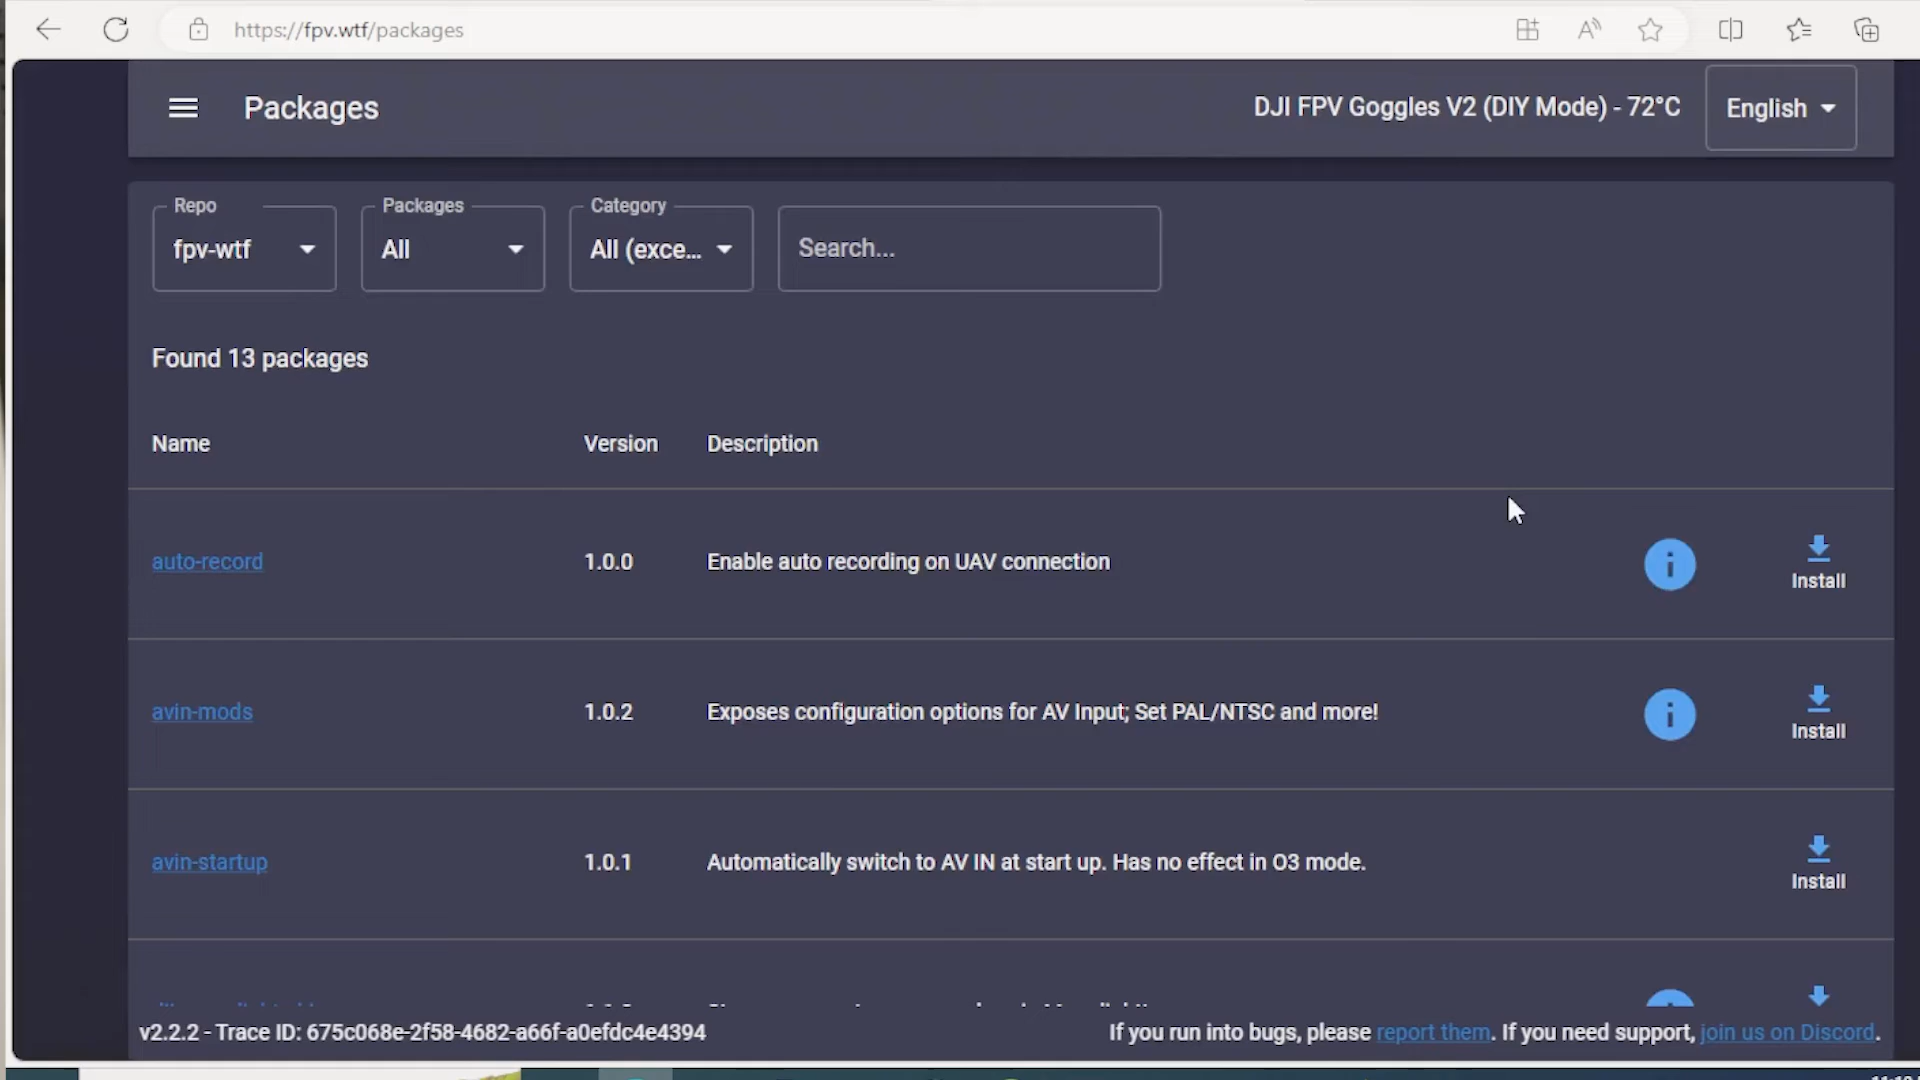 https://fpv.wtf/packages
Packages
DJI FPV Goggles V2 (DIY Mode) - 72°C
English
Repo
fpv-wtf
Packages
All
Category
All (exce...
Search...
Found 13 packages
Name Version Description
auto-record 1.0.0 Enable auto recording on UAV connection
Install
avin-mods 1.0.2 Exposes configuration options for AV Input; Set PAL/NTSC and more!
Install
avin-startup 1.0.1 Automatically switch to AV IN at start up. Has no effect in O3 mode.
Install
v2.2.2 - Trace ID: 675c068e-2f58-4682-a66f-a0efdc4e4394
If you run into bugs, please report them. If you need support, join us on Discord.